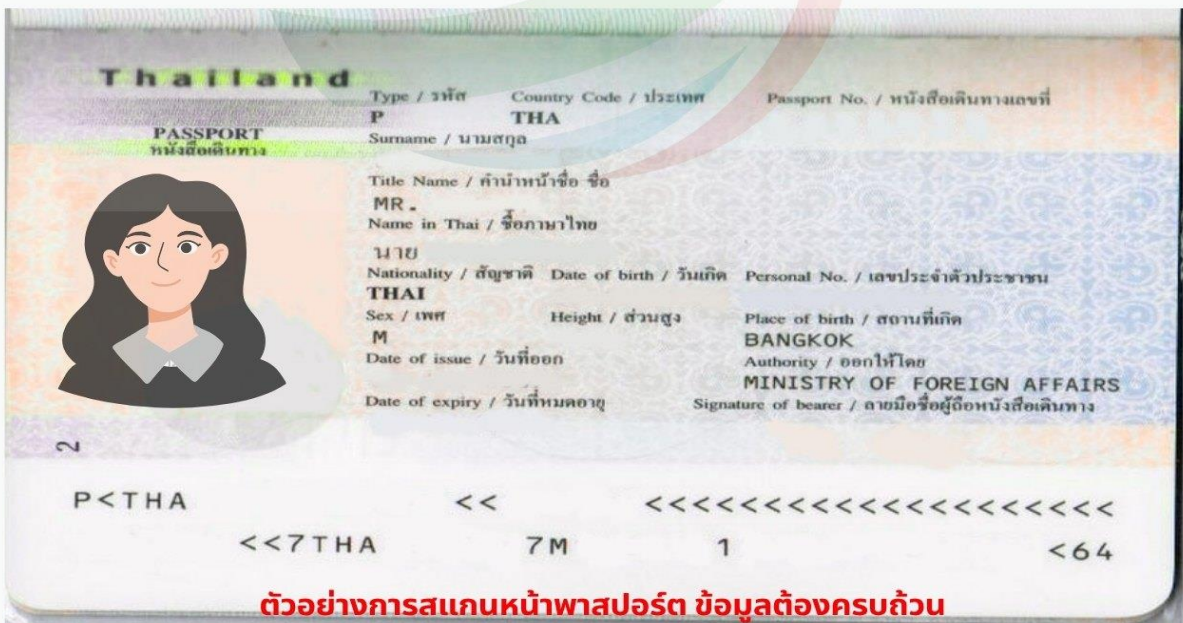 Thailand
PASSPORT
หนังสือเดินทาง
Type / รหัส Country Code / ประเทศ Passport No. / หนังสือเดินทางเลขที่
P THA
Surname / นามสกุล
Title Name / คำนำหน้าชื่อ ชื่อ
MR.
Name in Thai / ชื่อภาษาไทย
นาย
Nationality / สัญชาติ Date of birth / วันเกิด Personal No. / เลขประจำตัวประชาชน
THAI
Sex / เพศ Height / ส่วนสูง Place of birth / สถานที่เกิด
M BANGKOK
Date of issue / วันที่ออก Authority / ออกให้โดย
MINISTRY OF FOREIGN AFFAIRS
Date of expiry / วันที่หมดอายุ Signature of bearer / ลายมือชื่อผู้ถือหนังสือเดินทาง
2
P<THA << <<<<<<<<<<<<<<<<<<<<<
<<7THA 7M 1 <64
ตัวอย่างการสแกนหน้าพาสปอร์ต ข้อมูลต้องครบถ้วน